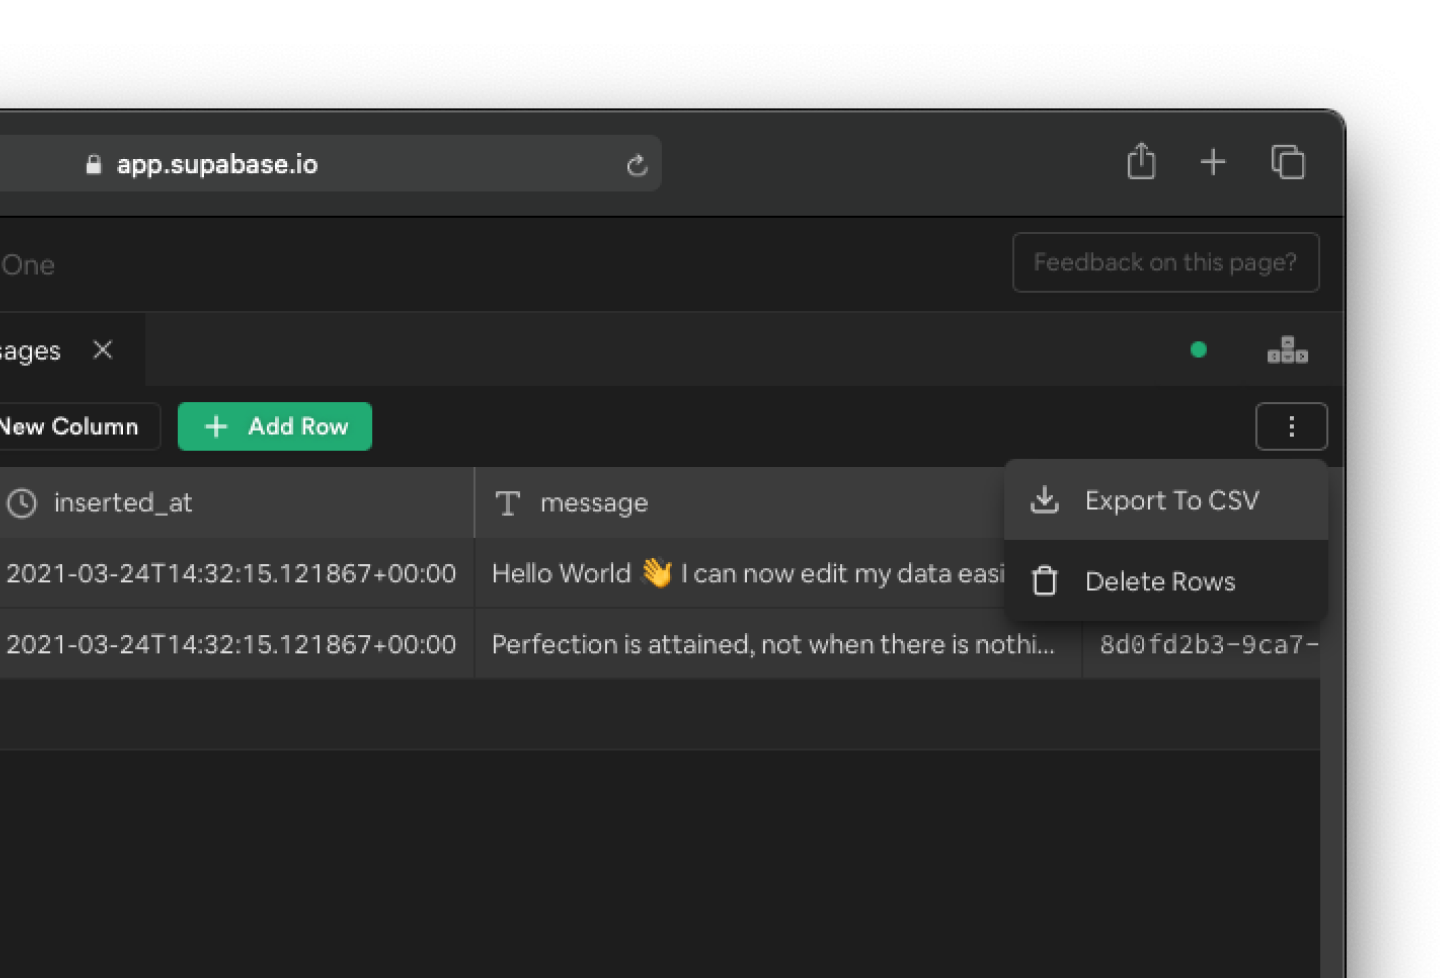 app.supabase.io
One
Feedback on this page?
sages
New Column
Add Row
inserted_at
message
Export To CSV
2021-03-24T14:32:15.121867+00:00
Hello World 👋 I can now edit my data easi
Delete Rows
2021-03-24T14:32:15.121867+00:00
Perfection is attained, not when there is nothi...
8d0fd2b3-9ca7-